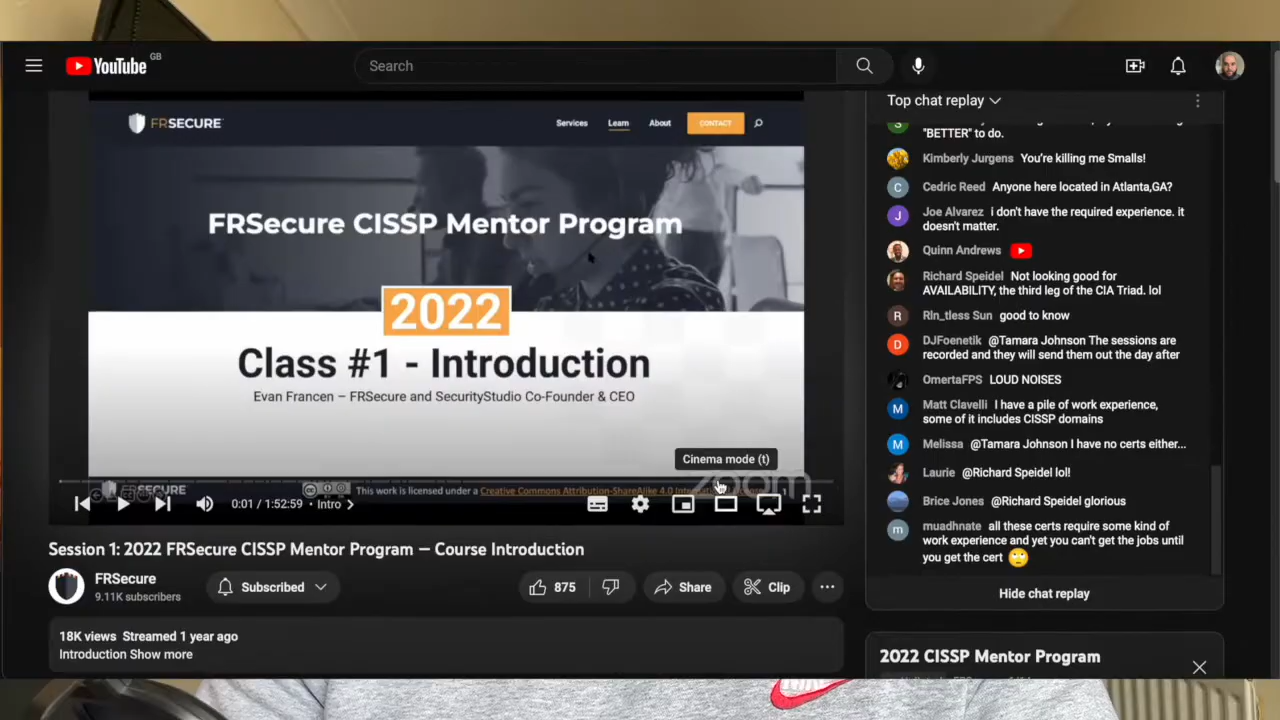 YouTube GB
Search
FRSECURE
Services Learn About CONTACT
FRSecure CISSP Mentor Program
2022
Class #1 - Introduction
Evan Francen – FRSecure and SecurityStudio Co-Founder & CEO
Cinema mode (t)
zoom
This work is licensed under a Creative Commons Attribution-ShareAlike 4.0
0:01 / 1:52:59 • Intro
Session 1: 2022 FRSecure CISSP Mentor Program — Course Introduction
FRSecure
9.11K subscribers
Subscribed
875
Share
Clip
18K views Streamed 1 year ago
Introduction Show more
Top chat replay
"BETTER" to do.
Kimberly Jurgens You're killing me Smalls!
C Cedric Reed Anyone here located in Atlanta,GA?
J Joe Alvarez i don't have the required experience. it
doesn't matter.
Quinn Andrews
Richard Speidel Not looking good for
AVAILABILITY, the third leg of the CIA Triad. lol
R RIn_tless Sun good to know
D DJFoenetik @Tamara Johnson The sessions are
recorded and they will send them out the day after
OmertaFPS LOUD NOISES
M Matt Clavelli I have a pile of work experience,
some of it includes CISSP domains
M Melissa @Tamara Johnson I have no certs either...
Laurie @Richard Speidel lol!
Brice Jones @Richard Speidel glorious
m muadhnate all these certs require some kind of
work experience and yet you can't get the jobs until
you get the cert 🙄
Hide chat replay
2022 CISSP Mentor Program